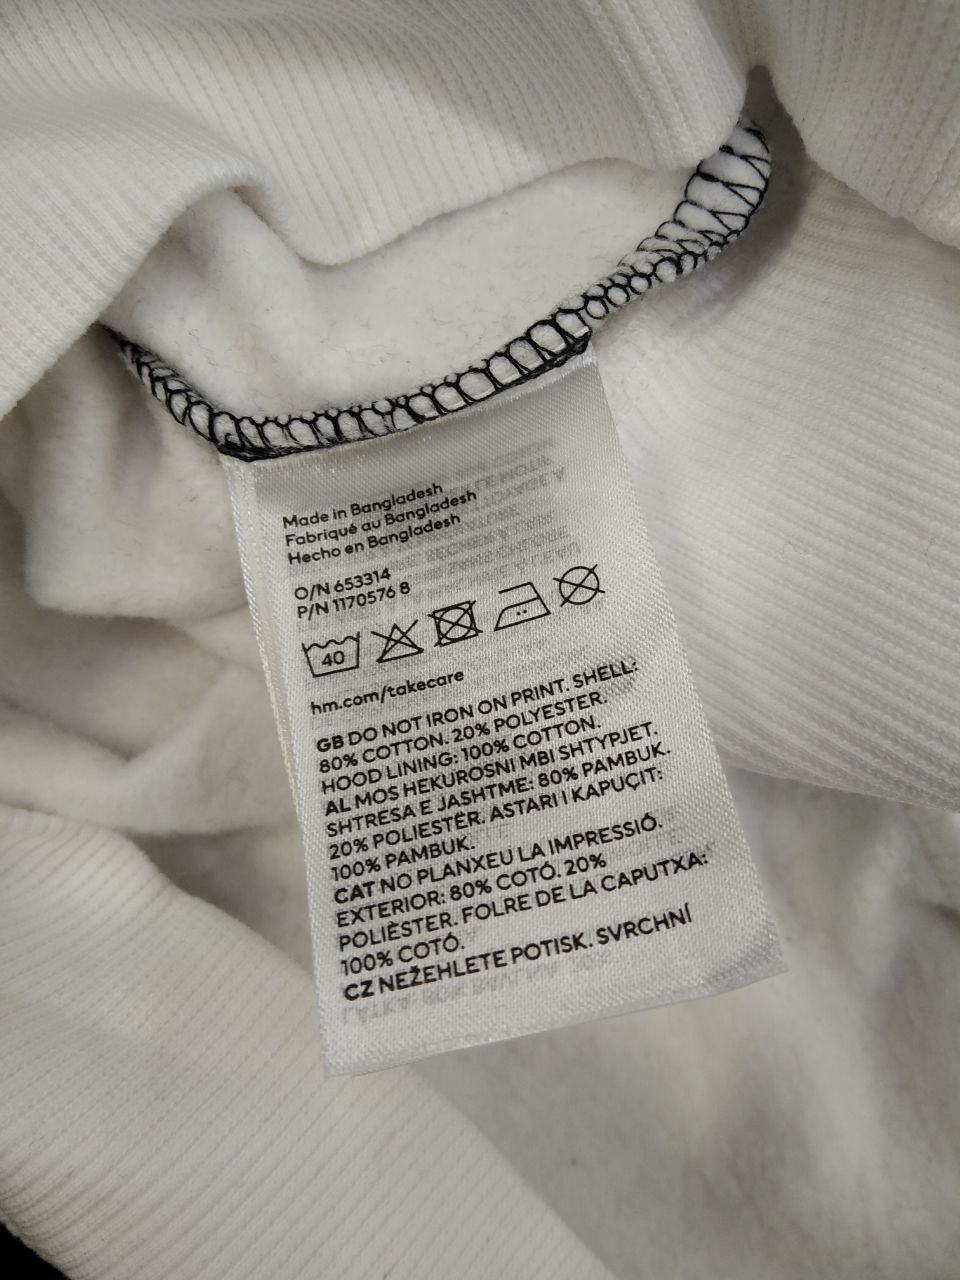 Made in Bangladesh
Fabriqué au Bangladesh
Hecho en Bangladesh
O/N 653314
P/N 1170576 8
40
hm.com/takecare
GB DO NOT IRON ON PRINT. SHELL:
80% COTTON. 20% POLYESTER.
HOOD LINING: 100% COTTON.
AL MOS HEKUROSNI MBI SHTYPJET.
SHTRESA E JASHTME: 80% PAMBUK.
20% POLIESTËR. ASTARI I KAPUÇIT:
100% PAMBUK.
CAT NO PLANXEU LA IMPRESSIÓ.
EXTERIOR: 80% COTÓ. 20%
POLIÈSTER. FOLRE DE LA CAPUTXA:
100% COTÓ.
CZ NEŽEHLETE POTISK. SVRCHNÍ